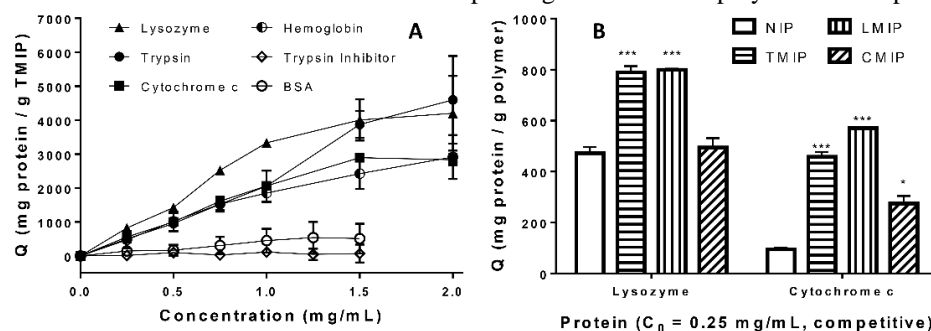 A
Lysozyme
Hemoglobin
Trypsin
Trypsin Inhibitor
Cytochrome c
BSA
Q (mg protein / g TMIP)
7000
6000
5000
4000
3000
2000
1000
0
0.0 0.5 1.0 1.5 2.0
Concentration (mg/mL)
B
NIP
LMIP
TMIP
CMIP
Q (mg protein / g polymer)
1000
800
600
400
200
0
*** ***
*** *** *
Lysozyme Cytochrome c
Protein (C0 = 0.25 mg/mL, competitive)